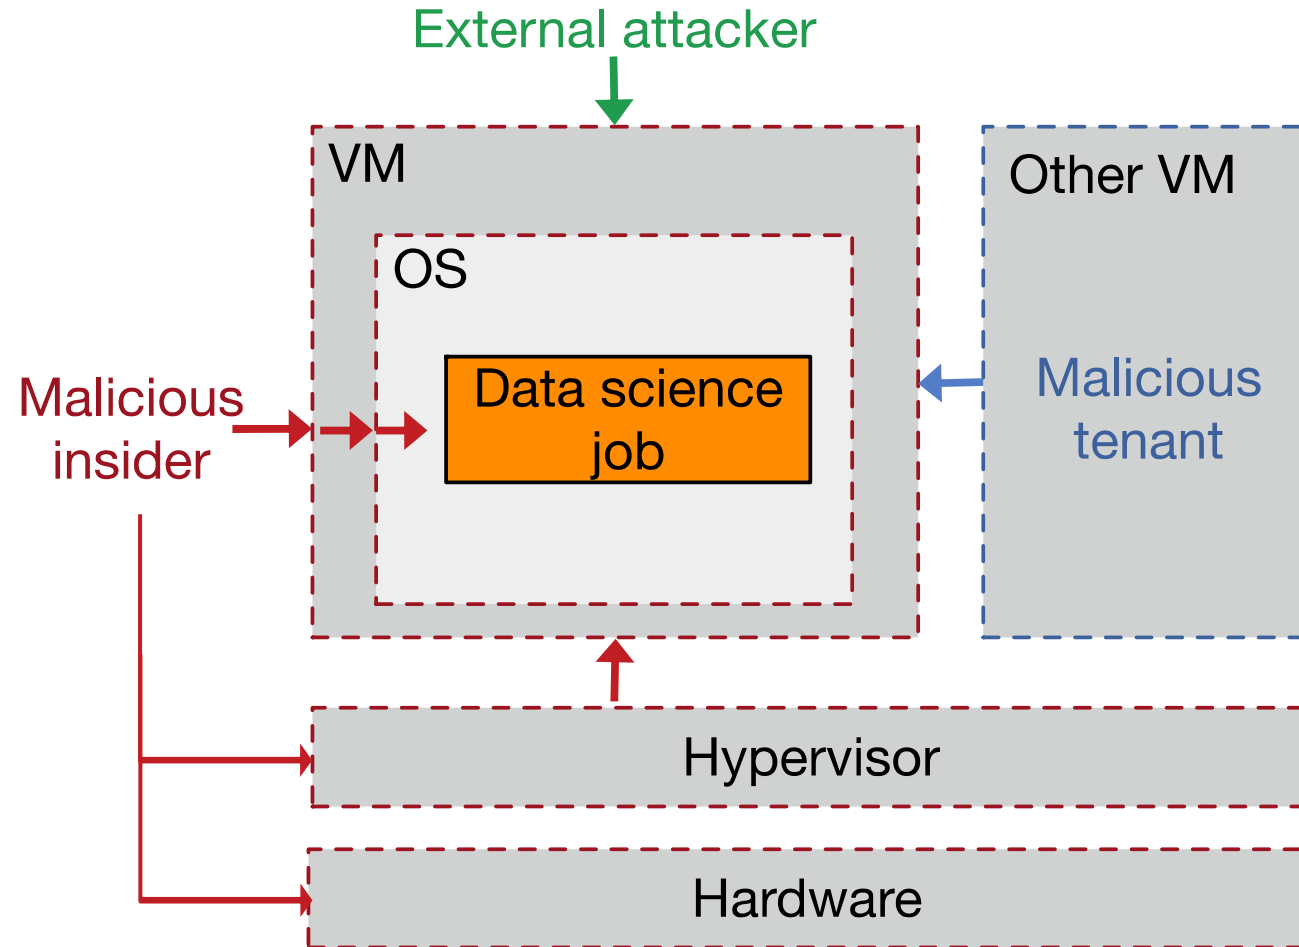 External attacker
VM
Other VM
OS
Malicious
insider
Data science
job
Malicious
tenant
Hypervisor
Hardware